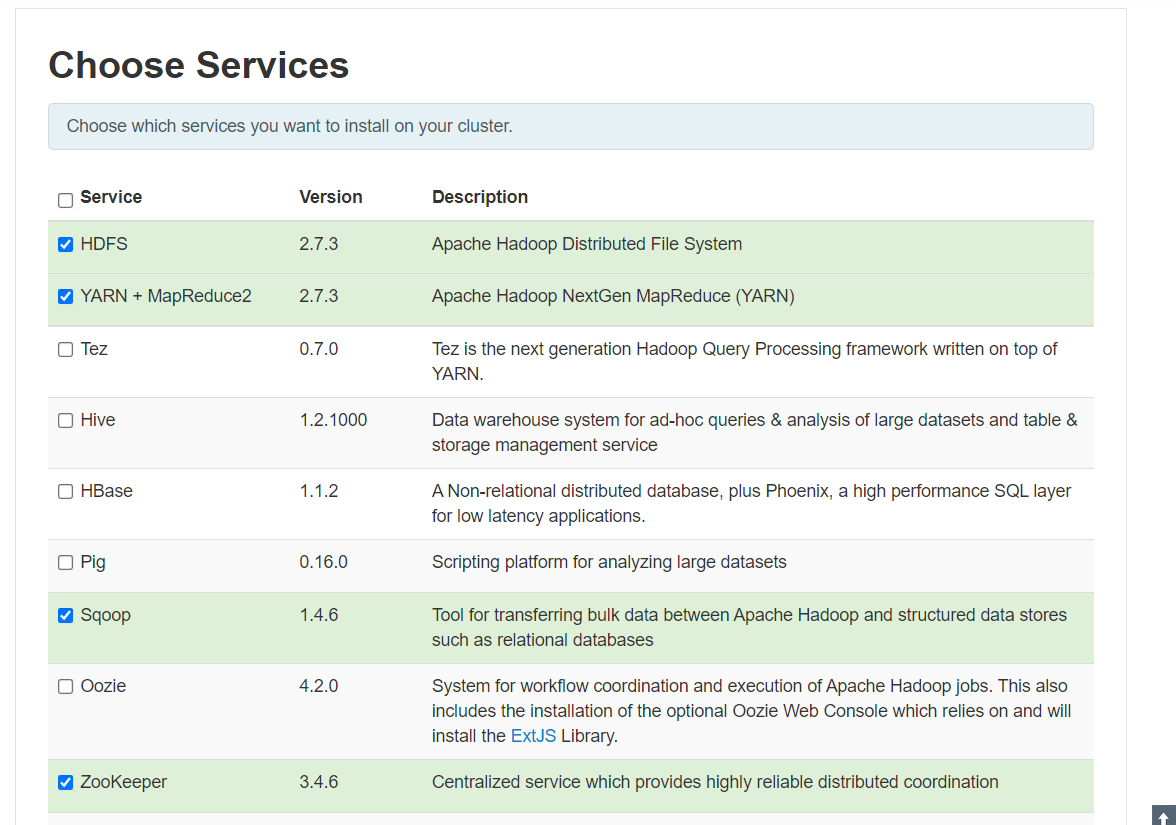 Choose Services
Choose which services you want to install on your cluster.
Service Version Description
HDFS 2.7.3 Apache Hadoop Distributed File System
YARN + MapReduce2 2.7.3 Apache Hadoop NextGen MapReduce (YARN)
Tez 0.7.0 Tez is the next generation Hadoop Query Processing framework written on top of
YARN.
Hive 1.2.1000 Data warehouse system for ad-hoc queries & analysis of large datasets and table &
storage management service
HBase 1.1.2 A Non-relational distributed database, plus Phoenix, a high performance SQL layer
for low latency applications.
Pig 0.16.0 Scripting platform for analyzing large datasets
Sqoop 1.4.6 Tool for transferring bulk data between Apache Hadoop and structured data stores
such as relational databases
Oozie 4.2.0 System for workflow coordination and execution of Apache Hadoop jobs. This also
includes the installation of the optional Oozie Web Console which relies on and will
install the ExtJS Library.
ZooKeeper 3.4.6 Centralized service which provides highly reliable distributed coordination